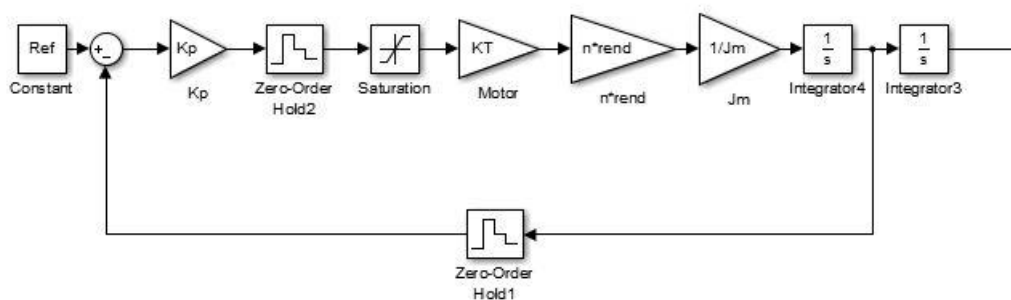 Ref
Constant
+
-
Kp
Kp
Zero-Order
Hold2
Saturation
KT
Motor
n*rend
n*rend
1/Jm
Jm
1
s
Integrator4
1
s
Integrator3
Zero-Order
Hold1